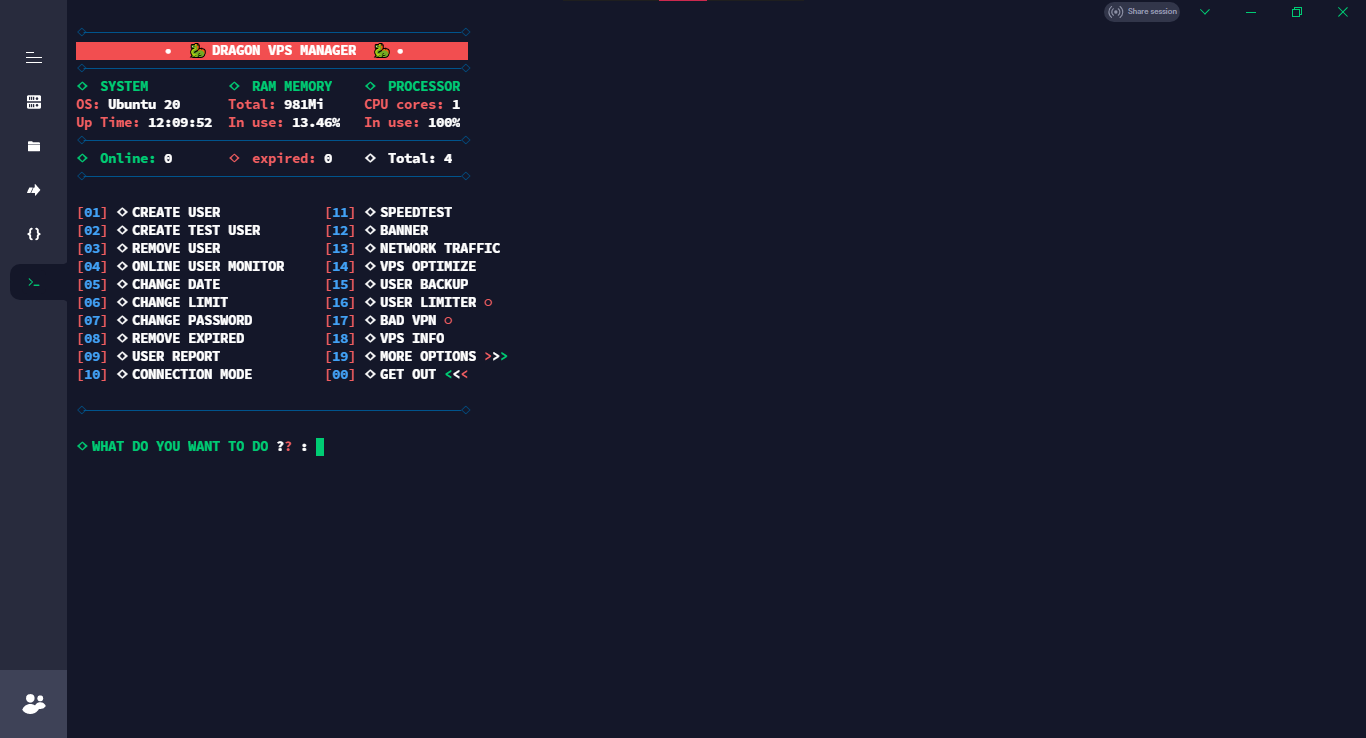 Share session
• 🐉 DRAGON VPS MANAGER 🐉 •
◇ SYSTEM ◇ RAM MEMORY ◇ PROCESSOR
OS: Ubuntu 20 Total: 981Mi CPU cores: 1
Up Time: 12:09:52 In use: 13.46% In use: 100%
◇ Online: 0 ◇ expired: 0 ◇ Total: 4
[01] ◇ CREATE USER [11] ◇ SPEEDTEST
[02] ◇ CREATE TEST USER [12] ◇ BANNER
[03] ◇ REMOVE USER [13] ◇ NETWORK TRAFFIC
[04] ◇ ONLINE USER MONITOR [14] ◇ VPS OPTIMIZE
[05] ◇ CHANGE DATE [15] ◇ USER BACKUP
[06] ◇ CHANGE LIMIT [16] ◇ USER LIMITER ○
[07] ◇ CHANGE PASSWORD [17] ◇ BAD VPN ○
[08] ◇ REMOVE EXPIRED [18] ◇ VPS INFO
[09] ◇ USER REPORT [19] ◇ MORE OPTIONS >>>
[10] ◇ CONNECTION MODE [00] ◇ GET OUT <<<
◇ WHAT DO YOU WANT TO DO ?? :